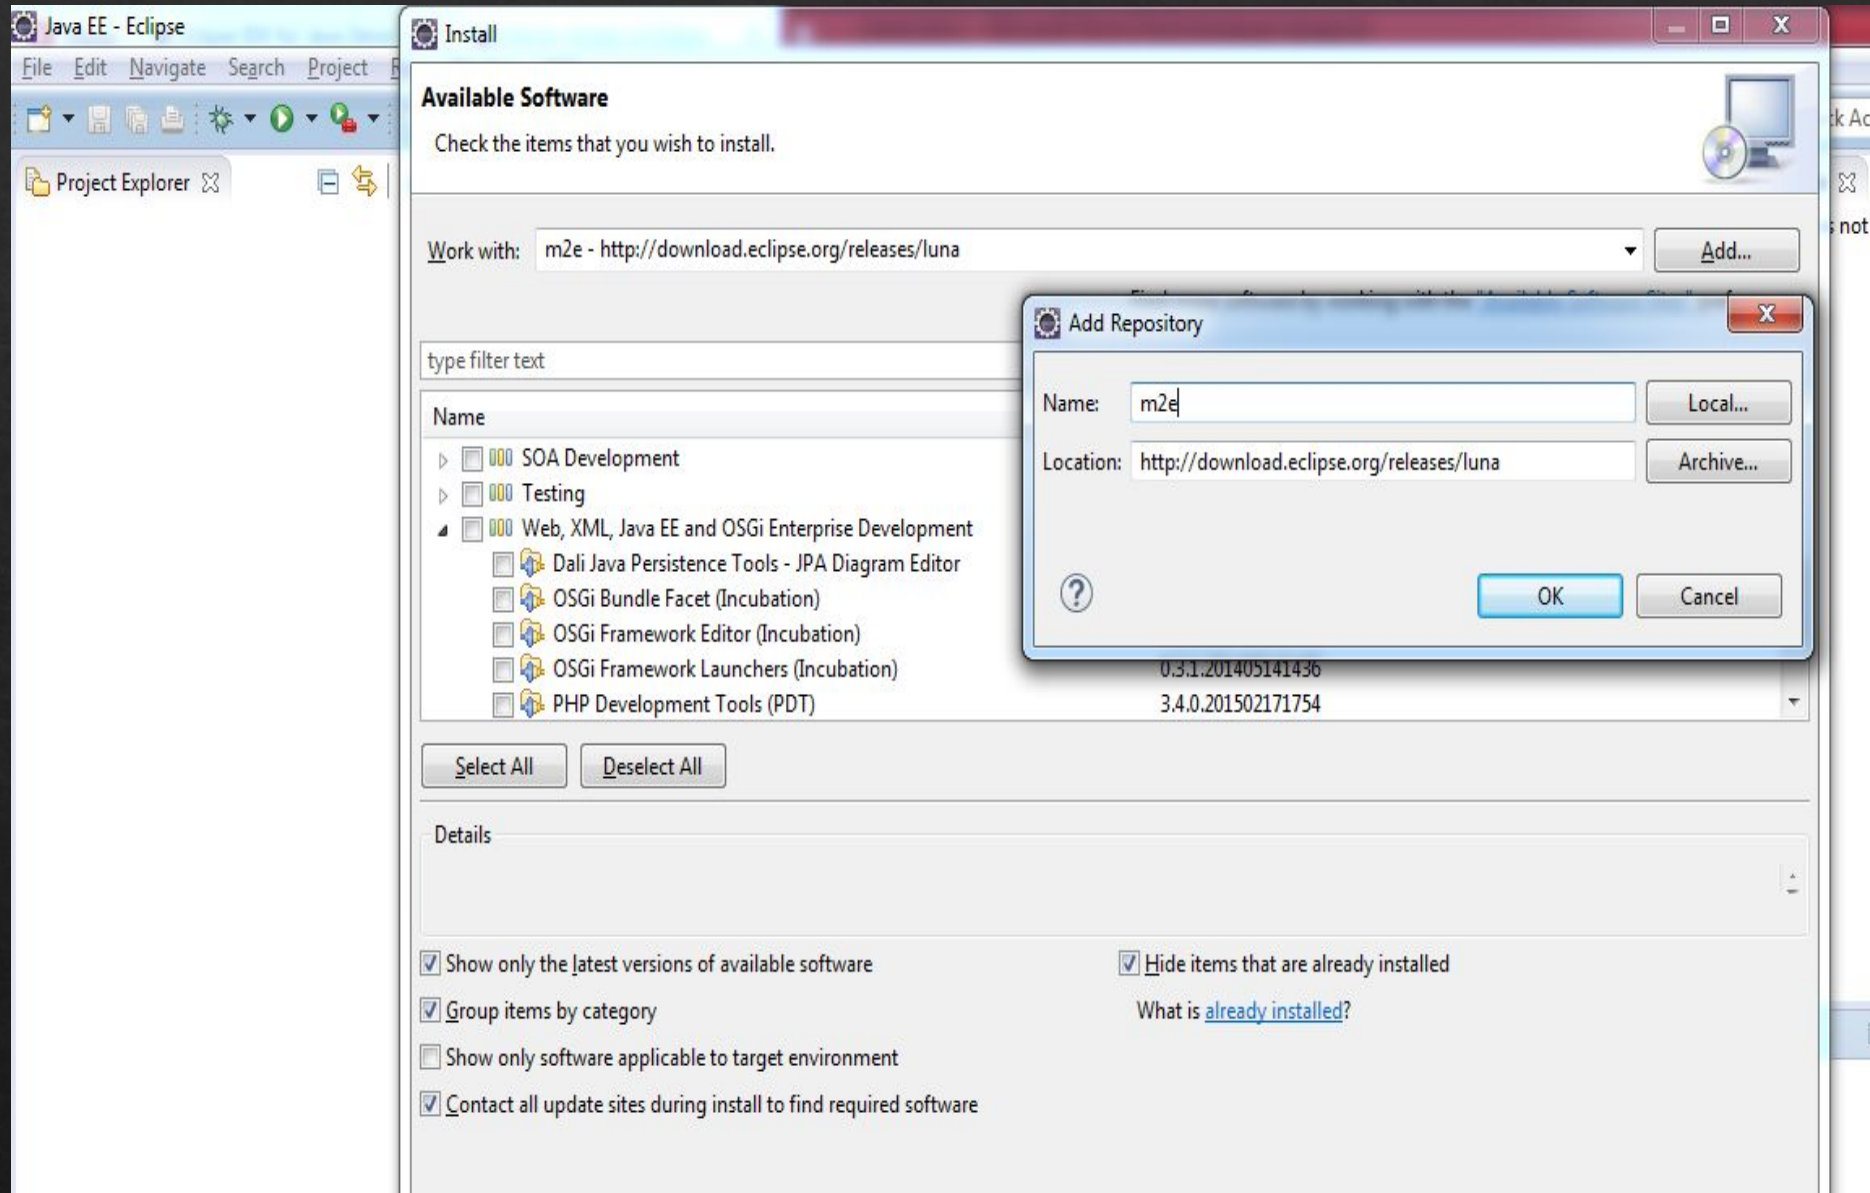 Java EE - Eclipse
File Edit Navigate Search Project
Project Explorer
Install
Available Software
Check the items that you wish to install.
Work with: m2e - http://download.eclipse.org/releases/luna Add...
type filter text
Name
SOA Development
Testing
Web, XML, Java EE and OSGi Enterprise Development
Dali Java Persistence Tools - JPA Diagram Editor
OSGi Bundle Facet (Incubation)
OSGi Framework Editor (Incubation)
OSGi Framework Launchers (Incubation) 0.3.1.201405141436
PHP Development Tools (PDT) 3.4.0.201502171754
Add Repository
Name: m2e Local...
Location: http://download.eclipse.org/releases/luna Archive...
OK Cancel
Select All Deselect All
Details
Show only the latest versions of available software
Hide items that are already installed
Group items by category
What is already installed?
Show only software applicable to target environment
Contact all update sites during install to find required software
not